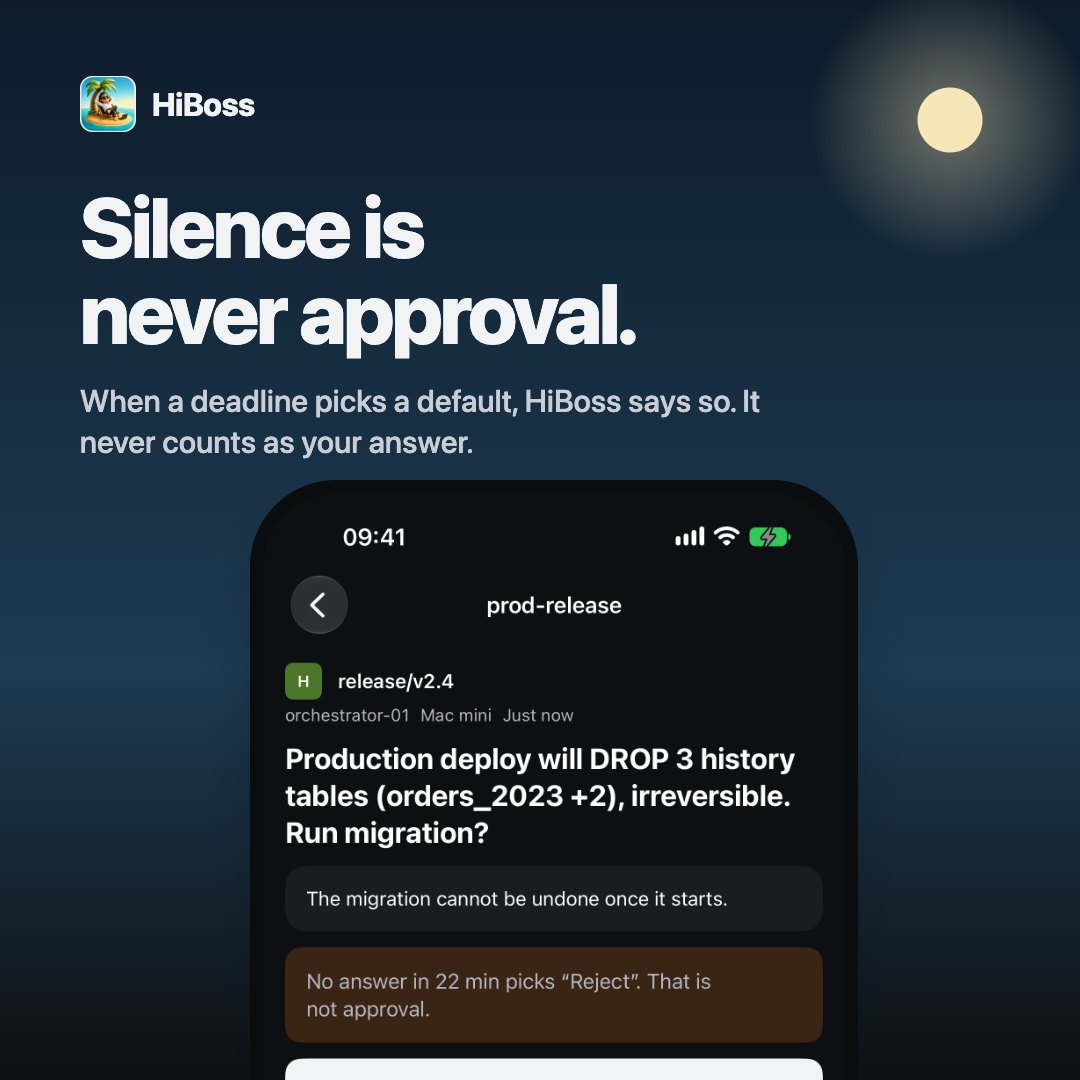 HiBoss
Silence is
never approval.
When a deadline picks a default, HiBoss says so. It
never counts as your answer.
09:41
prod-release
H release/v2.4
orchestrator-01 Mac mini Just now
Production deploy will DROP 3 history
tables (orders_2023 +2), irreversible.
Run migration?
The migration cannot be undone once it starts.
No answer in 22 min picks “Reject”. That is
not approval.